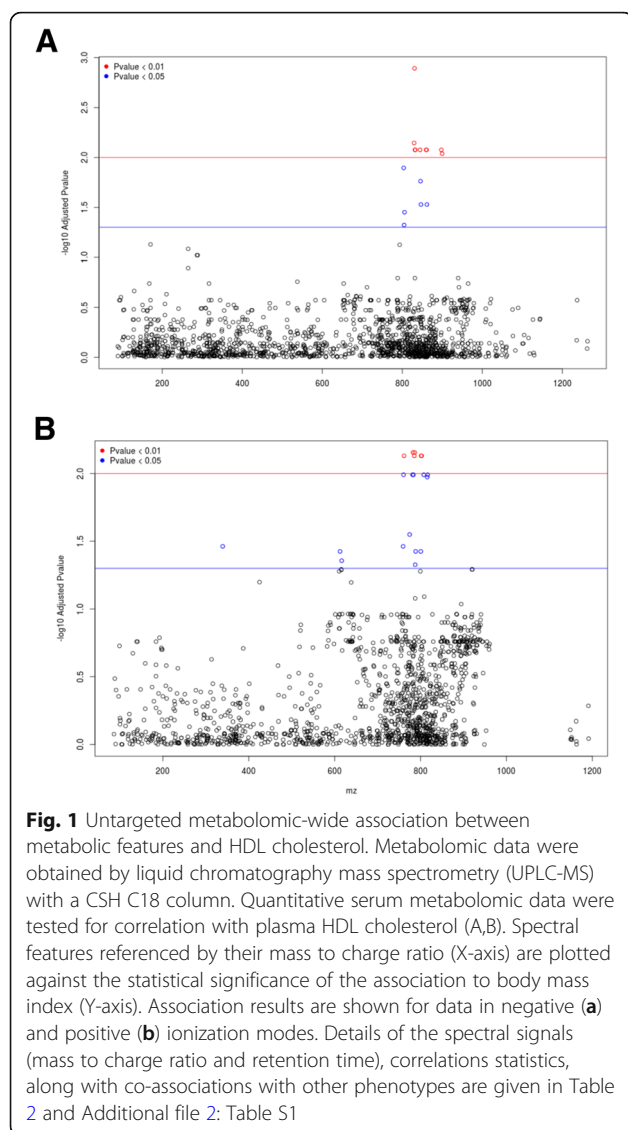 A
Pvalue < 0.01
Pvalue < 0.05
-log10 Adjusted Pvalue
3.0
2.5
2.0
1.5
1.0
0.5
0.0
200 400 600 800 1000 1200
B
Pvalue < 0.01
Pvalue < 0.05
-log10 Adjusted Pvalue
2.0
1.5
1.0
0.5
0.0
200 400 600 800 1000 1200
mz
Fig. 1 Untargeted metabolomic-wide association between
metabolic features and HDL cholesterol. Metabolomic data were
obtained by liquid chromatography mass spectrometry (UPLC-MS)
with a CSH C18 column. Quantitative serum metabolomic data were
tested for correlation with plasma HDL cholesterol (A,B). Spectral
features referenced by their mass to charge ratio (X-axis) are plotted
against the statistical significance of the association to body mass
index (Y-axis). Association results are shown for data in negative (a)
and positive (b) ionization modes. Details of the spectral signals
(mass to charge ratio and retention time), correlations statistics,
along with co-associations with other phenotypes are given in Table
2 and Additional file 2: Table S1